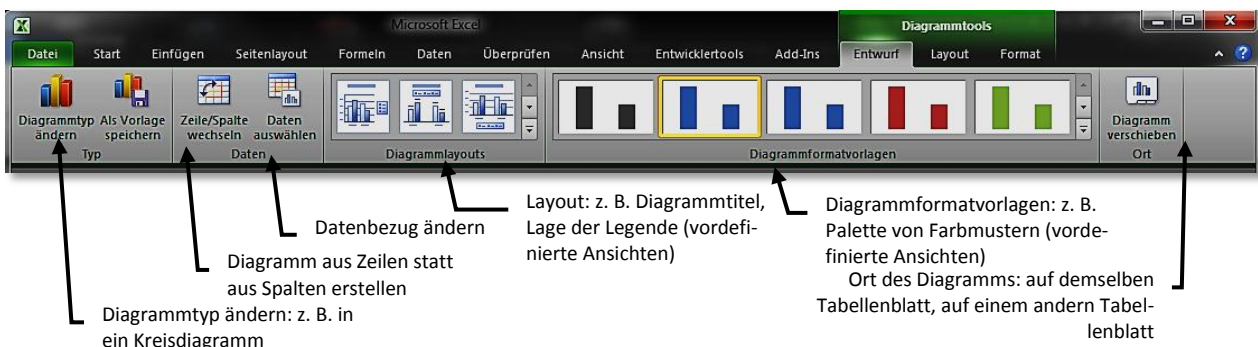 Microsoft Excel
Diagrammtools
Datei Start Einfügen Seitenlayout Formeln Daten Überprüfen Ansicht Entwicklertools Add-Ins Entwurf Layout Format
Diagrammtyp ändern
Als Vorlage speichern
Zeile/Spalte wechseln
Daten auswählen
Diagramm verschieben
Typ
Daten
Diagrammlayouts
Diagrammformatvorlagen
Ort
Layout: z. B. Diagrammtitel,
Lage der Legende (vordefi-
nierte Ansichten)
Diagrammformatvorlagen: z. B.
Palette von Farbmustern (vorde-
finierte Ansichten)
Datenbezug ändern
Diagramm aus Zeilen statt
aus Spalten erstellen
Ort des Diagramms: auf demselben
Tabellenblatt, auf einem andern Tabel-
lenblatt
Diagrammtyp ändern: z. B. in
ein Kreisdiagramm